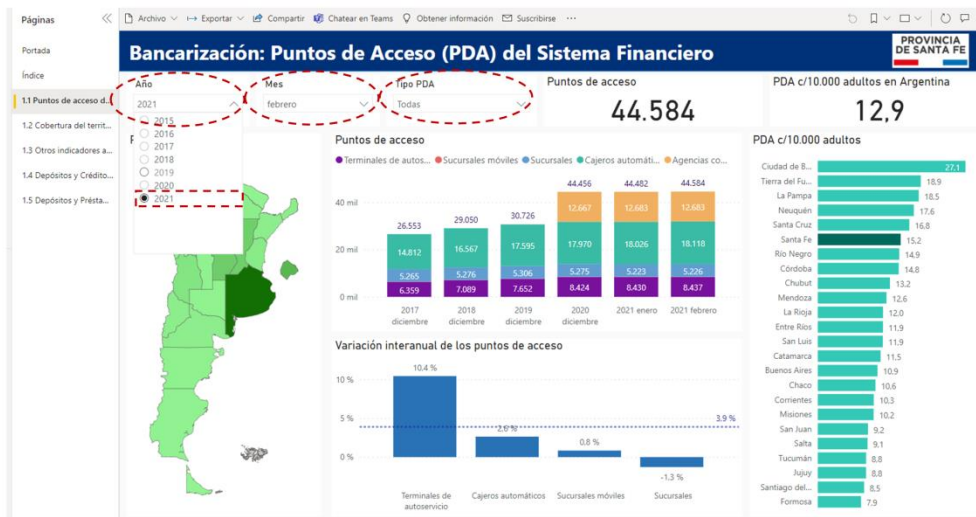 Páginas
Archivo
Exportar
Compartir
Chatear en Teams
Obtener información
Suscribirse
Portada
Índice
1.1 Puntos de acceso d...
1.2 Cobertura del territ...
1.3 Otros indicadores a...
1.4 Depósitos y Crédito...
1.5 Depósitos y Présta...
Bancarización: Puntos de Acceso (PDA) del Sistema Financiero
PROVINCIA
DE SANTA FE
Año
2021
2015
2016
2017
2018
2019
2020
2021
Mes
febrero
Tipo PDA
Todas
Puntos de acceso
44.584
PDA c/10.000 adultos en Argentina
12,9
Puntos de acceso
Terminales de autos... Sucursales móviles Sucursales Cajeros automáti... Agencias co...
40 mil
20 mil
0 mil
26.553 29.050 30.726 44.456 44.482 44.584
12.667 12.683 12.683
14.812 16.567 17.595 17.970 18.026 18.118
5.265 5.276 5.306 5.275 5.223 5.226
6.359 7.089 7.652 8.424 8.430 8.437
2017 2018 2019 2020 2021 enero 2021 febrero
diciembre diciembre diciembre diciembre
Variación interanual de los puntos de acceso
10 %
5 %
0 %
10.4 %
2.6 %
0.8 %
-1.3 %
3.9 %
Terminales de Cajeros automáticos Sucursales móviles Sucursales
autoservicio
PDA c/10.000 adultos
Ciudad de B... 27.1
Tierra del Fu... 18.9
La Pampa 18.5
Neuquén 17.6
Santa Cruz 16.8
Santa Fe 15.2
Río Negro 14.9
Córdoba 14.8
Chubut 13.2
Mendoza 12.6
La Rioja 12.0
Entre Ríos 11.9
San Luis 11.9
Catamarca 11.5
Buenos Aires 10.9
Chaco 10.6
Corrientes 10.3
Misiones 10.2
San Juan 9.2
Salta 9.1
Tucumán 8.8
Jujuy 8.8
Santiago del... 8.5
Formosa 7.9